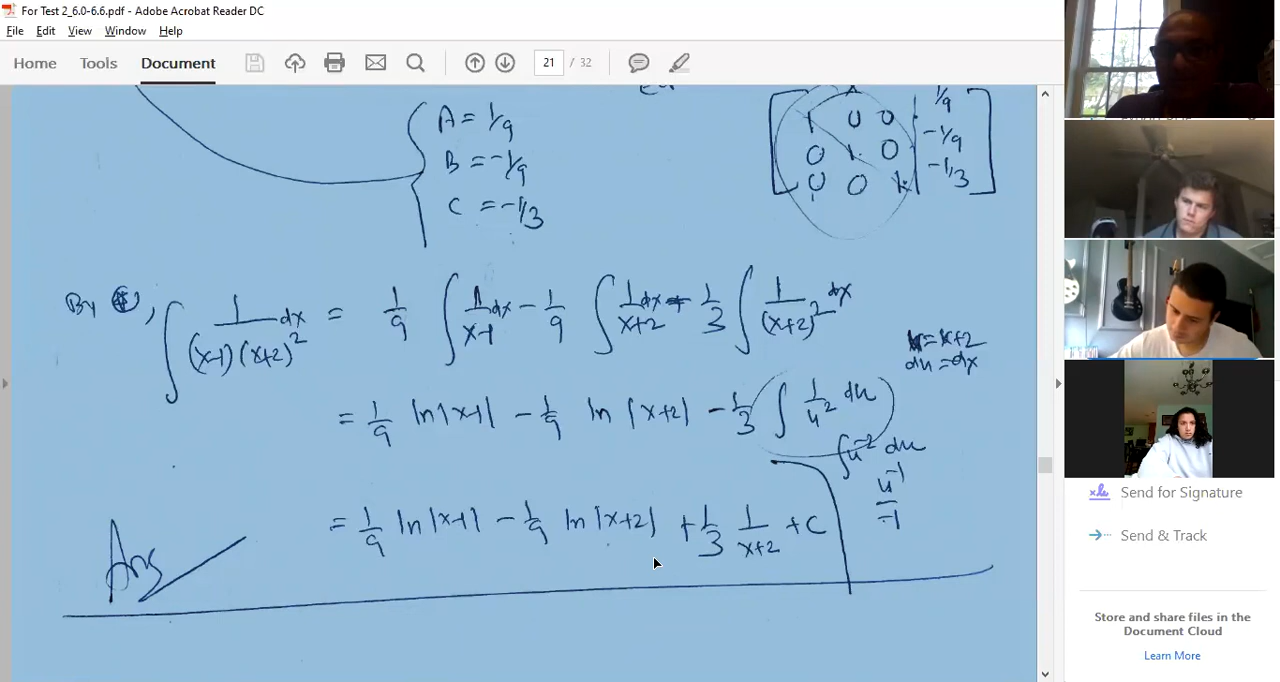 For Test 2_6.0-6.6.pdf - Adobe Acrobat Reader DC
File Edit View Window Help
Home Tools Document 21 / 32
A = 1/9
B = -1/9
C = -1/3
1 0 0 | 1/9
0 1 0 | -1/9
0 0 1 | -1/3
By , ∫ 1/(x-1)(x+2)² dx = 1/9 ∫ 1/x-1 dx - 1/9 ∫ 1/x+2 dx - 1/3 ∫ 1/(x+2)² dx
u = x+2
du = dx
= 1/9 ln|x-1| - 1/9 ln|x+2| - 1/3 ∫ 1/u² du
∫u⁻² du
u⁻¹/-1
= 1/9 ln|x-1| - 1/9 ln|x+2| + 1/3 1/x+2 + C
Ans
Send for Signature
Send & Track
Store and share files in the
Document Cloud
Learn More